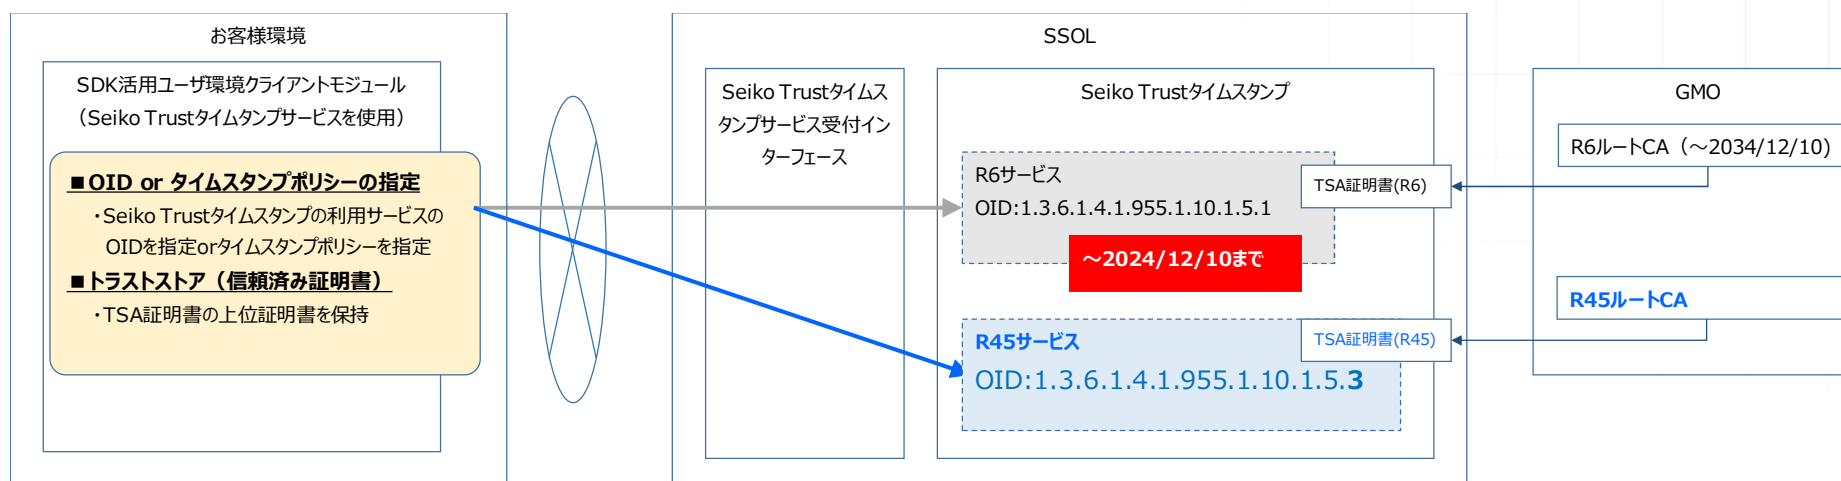 お客様環境
SDK活用ユーザ環境クライアントモジュール
（Seiko Trustタイムタンプサービスを使用）
■OID or タイムスタンプポリシーの指定
・Seiko Trustタイムスタンプの利用サービスの
OIDを指定orタイムスタンプポリシーを指定
■トラストストア（信頼済み証明書）
・TSA証明書の上位証明書を保持
SSOL
Seiko Trustタイムス
タンプサービス受付イン
ターフェース
Seiko Trustタイムスタンプ
R6サービス
OID:1.3.6.1.4.1.955.1.10.1.5.1
～2024/12/10まで
TSA証明書(R6)
R45サービス
OID:1.3.6.1.4.1.955.1.10.1.5.3
TSA証明書(R45)
GMO
R6ルートCA（～2034/12/10）
R45ルートCA